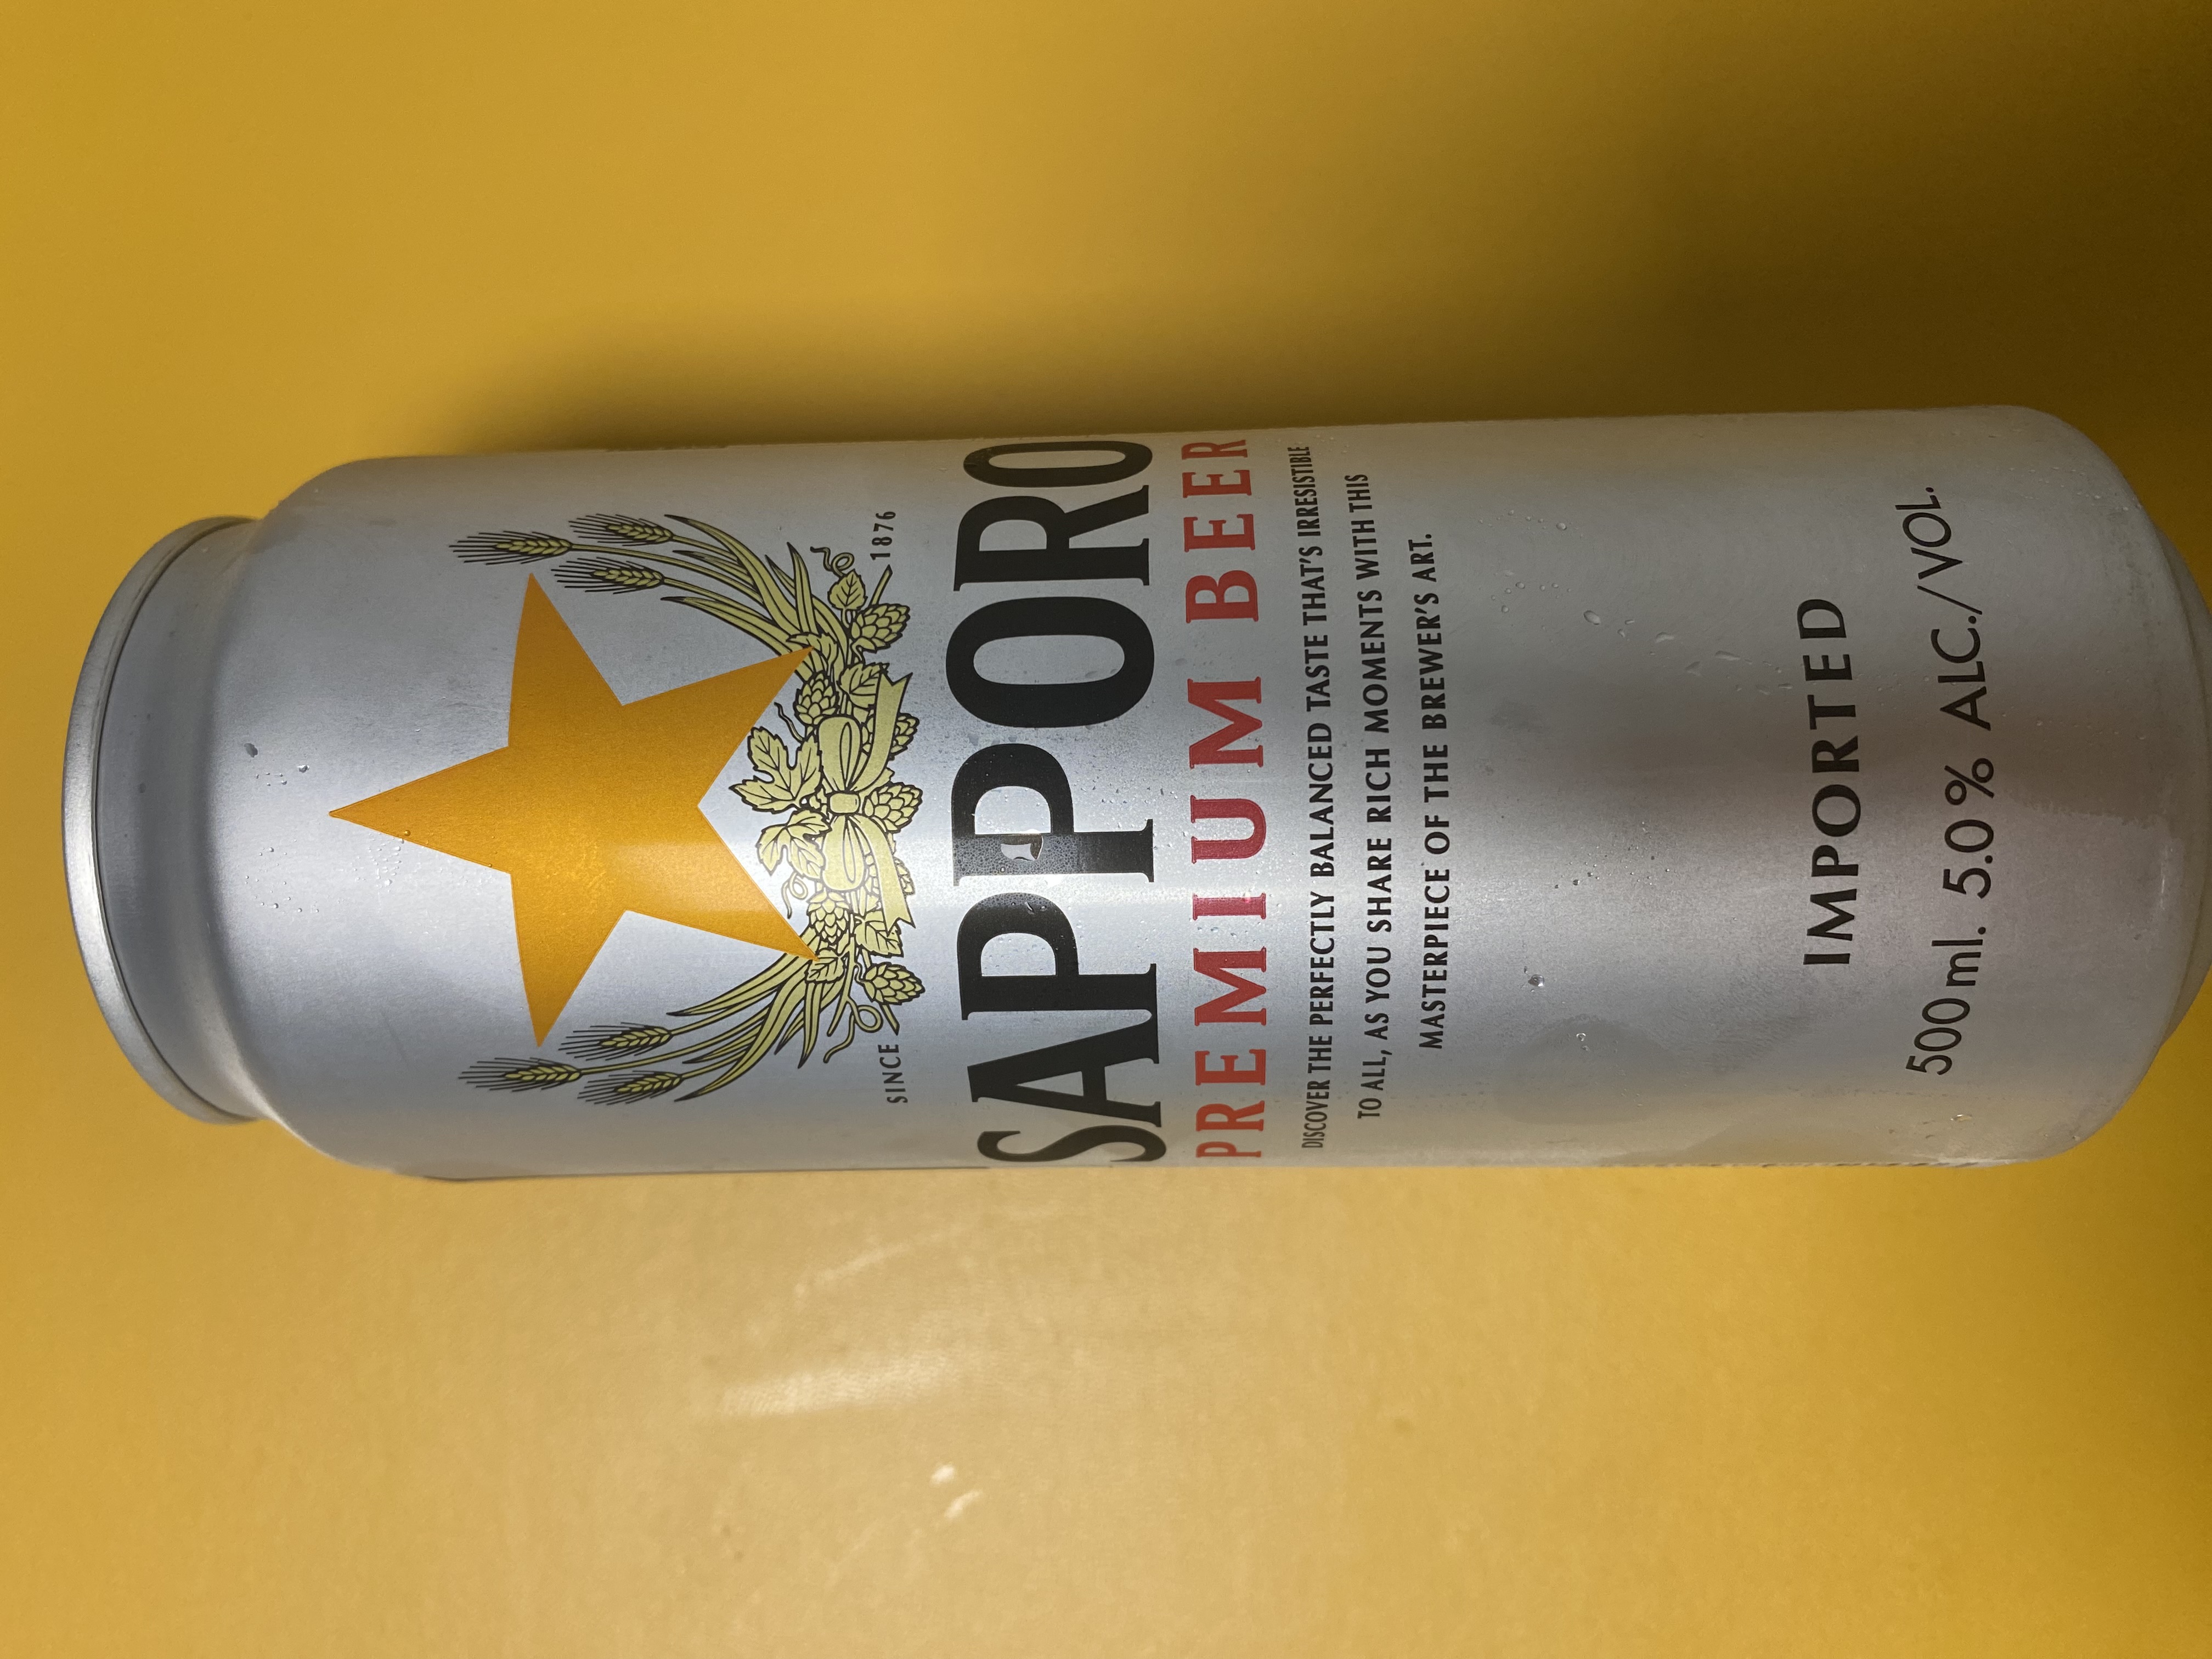 SINCE 1876
SAPPORO
PREMIUM BEER
DISCOVER THE PERFECTLY BALANCED TASTE THAT'S IRRESISTIBLE
TO ALL, AS YOU SHARE RICH MOMENTS WITH THIS
MASTERPIECE OF THE BREWER'S ART.
IMPORTED
500 ml. 5.0% ALC./VOL.